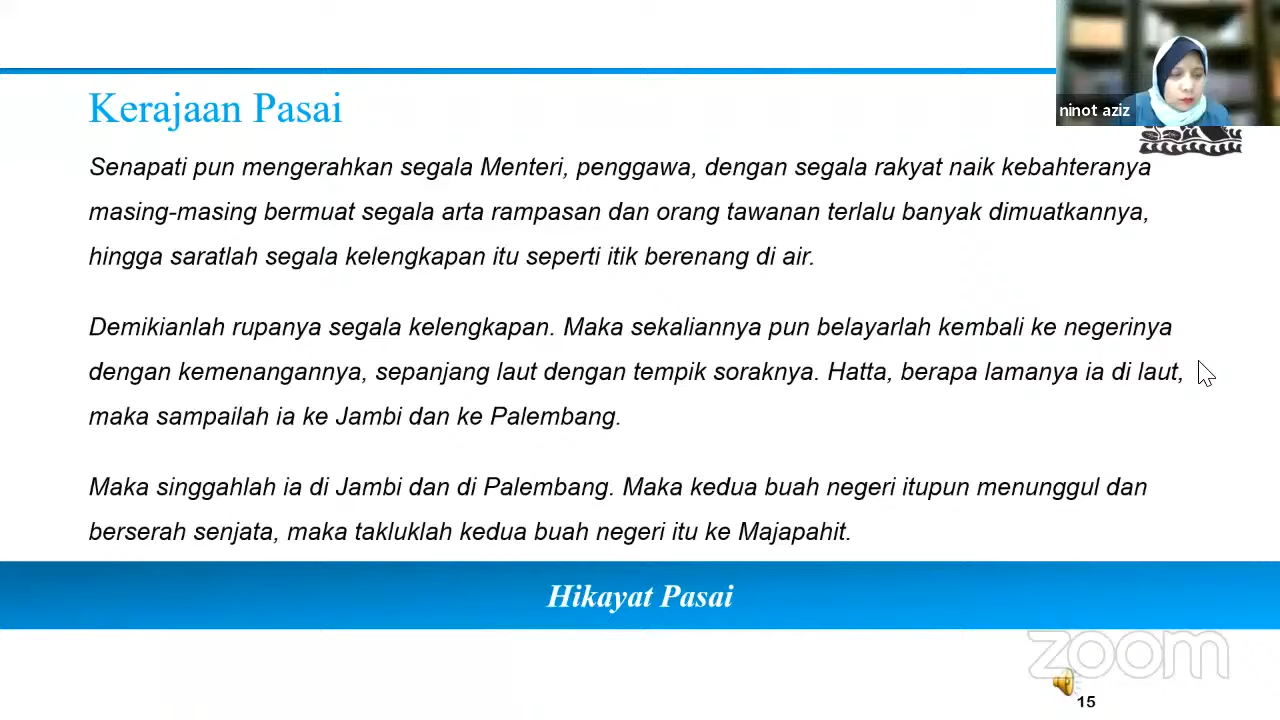 ninot aziz
Kerajaan Pasai
Senapati pun mengerahkan segala Menteri, penggawa, dengan segala rakyat naik kebahteranya
masing-masing bermuat segala arta rampasan dan orang tawanan terlalu banyak dimuatkannya,
hingga saratlah segala kelengkapan itu seperti itik berenang di air.
Demikianlah rupanya segala kelengkapan. Maka sekaliannya pun belayarlah kembali ke negerinya
dengan kemenangannya, sepanjang laut dengan tempik soraknya. Hatta, berapa lamanya ia di laut,
maka sampailah ia ke Jambi dan ke Palembang.
Maka singgahlah ia di Jambi dan di Palembang. Maka kedua buah negeri itupun menunggul dan
berserah senjata, maka takluklah kedua buah negeri itu ke Majapahit.
Hikayat Pasai
zoom
15